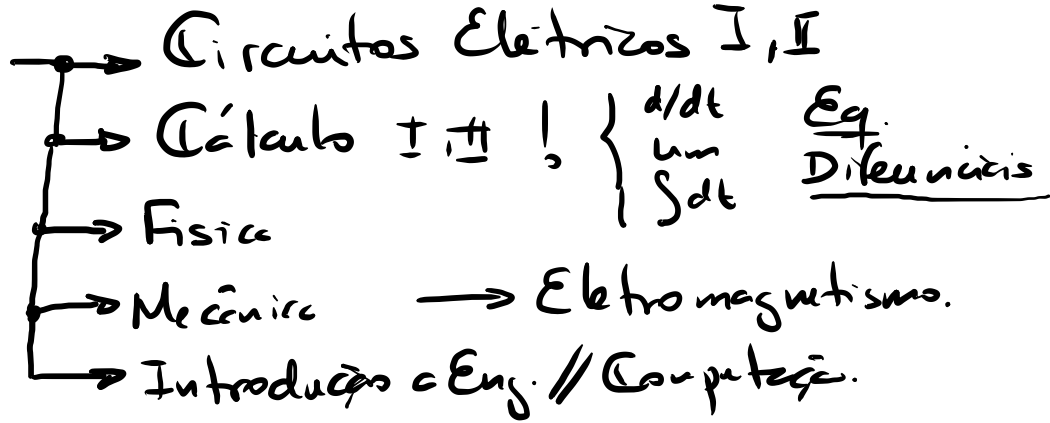 Circuitos Elétricos I, II
Cálculo I, II ! { d/dt Eq.
lim Diferenciais
∫dt
Física
Mecânica → Eletromagnetismo.
Introdução a Eng. // Computação.